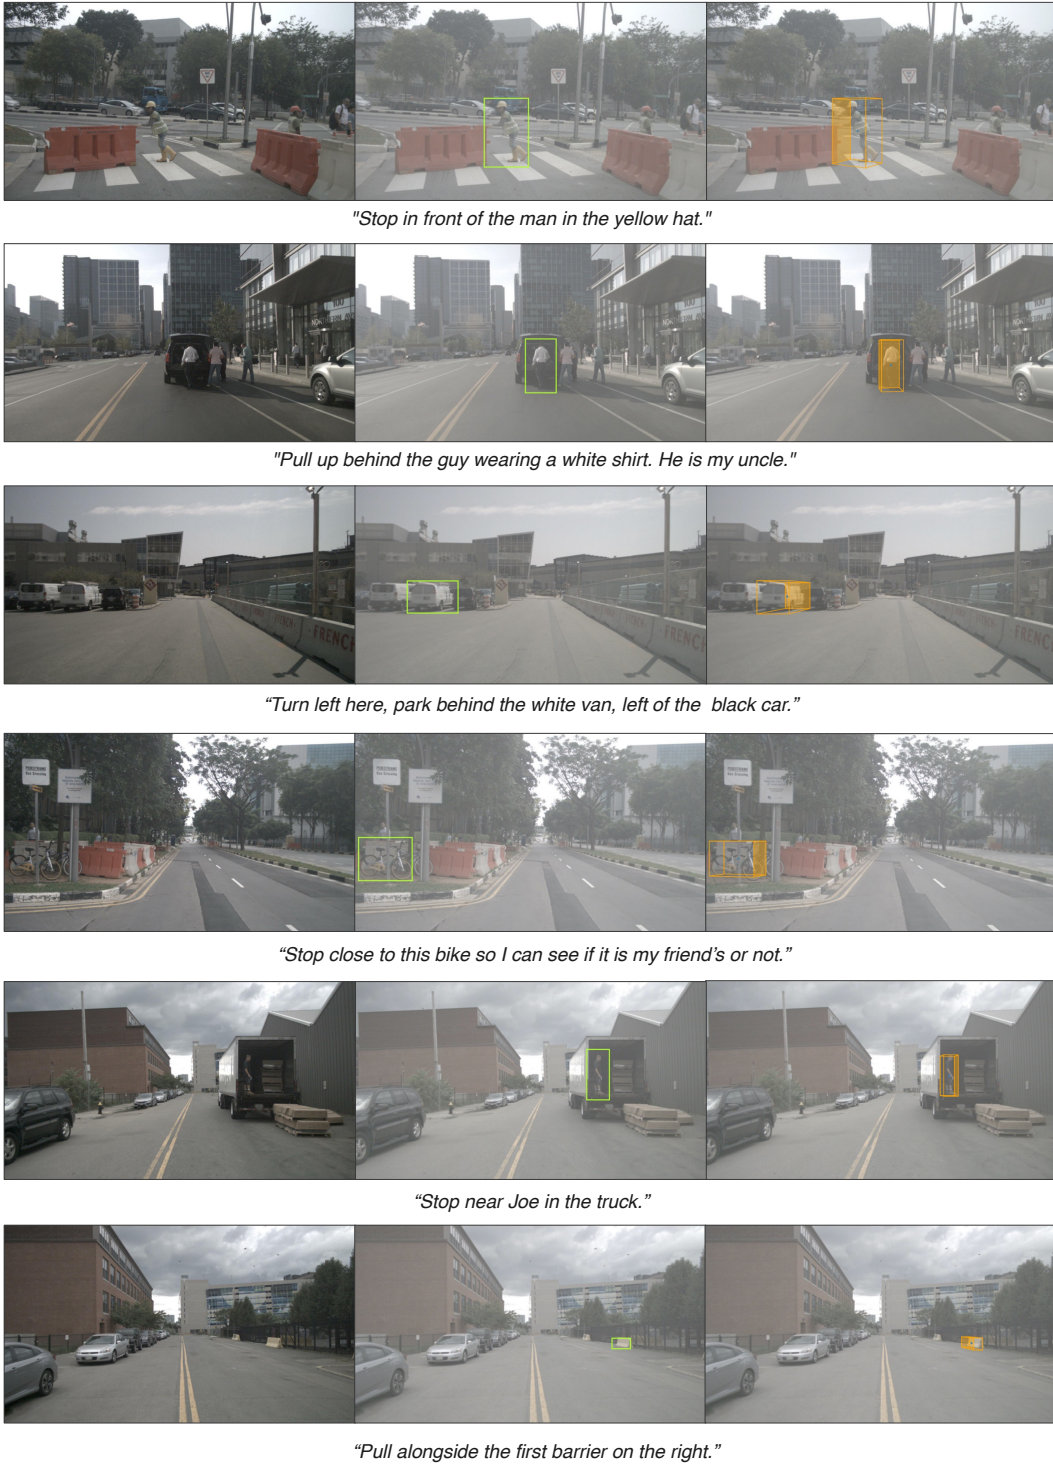 "Stop in front of the man in the yellow hat."
"Pull up behind the guy wearing a white shirt. He is my uncle."
FRENCH
FRENC
FRENC
“Turn left here, park behind the white van, left of the black car.”
“Stop close to this bike so I can see if it is my friend’s or not.”
“Stop near Joe in the truck.”
“Pull alongside the first barrier on the right.”